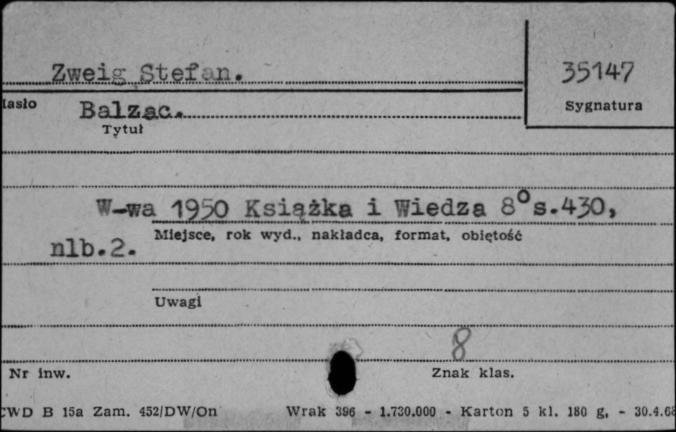 Zweig Stefan.
35147
Hasło
Balzac.
Sygnatura
Tytuł
W-wa 1950 Książka i Wiedza 8° s.430,
Miejsce, rok wyd., nakładca, format, objętość
nlb.2.
Uwagi
8
Nr inw.
Znak klas.
CWD B 15a Zam. 452/DW/On Wrak 396 - 1.730.000 - Karton 5 kl. 180 g, - 30.4.68